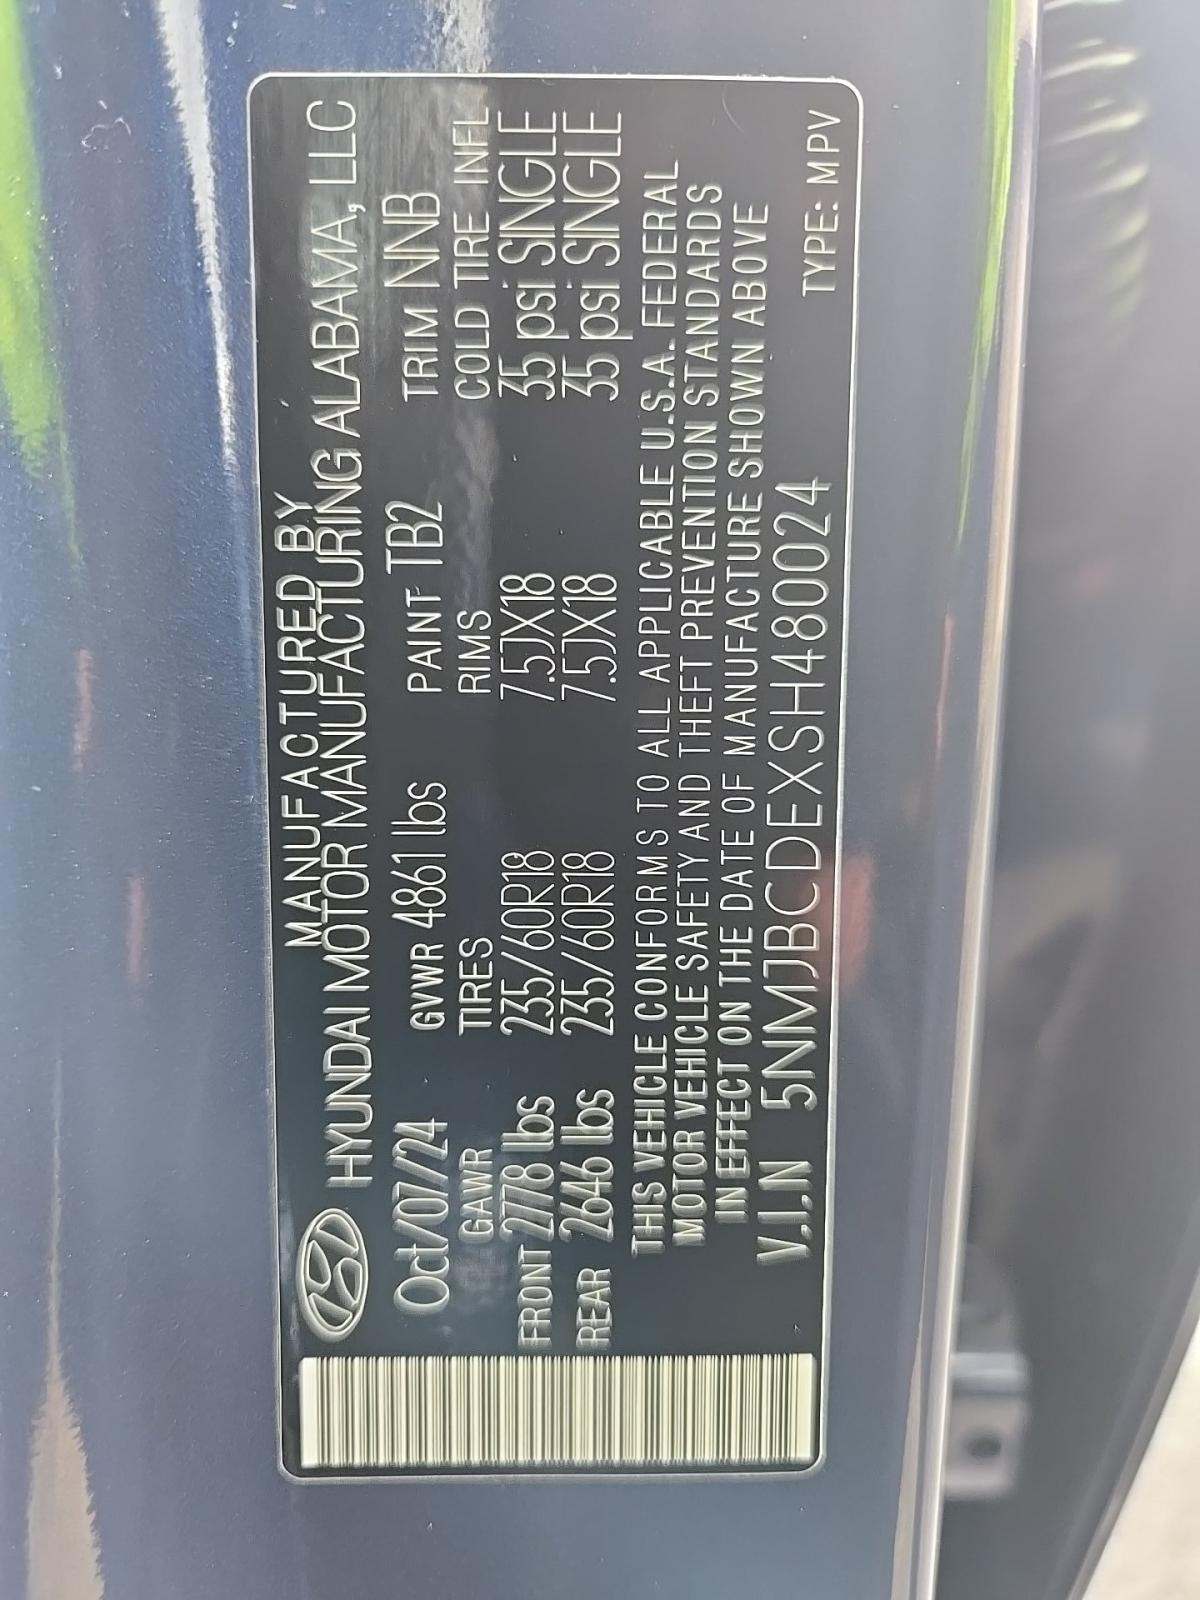 MANUFACTURED BY
HYUNDAI MOTOR MANUFACTURING ALABAMA, LLC
Oct/07/24 GVWR 4861 lbs PAINT TB2 TRIM NNB
GAWR TIRES RIMS COLD TIRE INFL
FRONT 2778 lbs 235/60R18 7.5JX18 35 psi SINGLE
REAR 2646 lbs 235/60R18 7.5JX18 35 psi SINGLE
THIS VEHICLE CONFORMS TO ALL APPLICABLE U.S.A. FEDERAL
MOTOR VEHICLE SAFETY AND THEFT PREVENTION STANDARDS
IN EFFECT ON THE DATE OF MANUFACTURE SHOWN ABOVE
V.I.N 5NMJBCDEXSH480024 TYPE: MPV